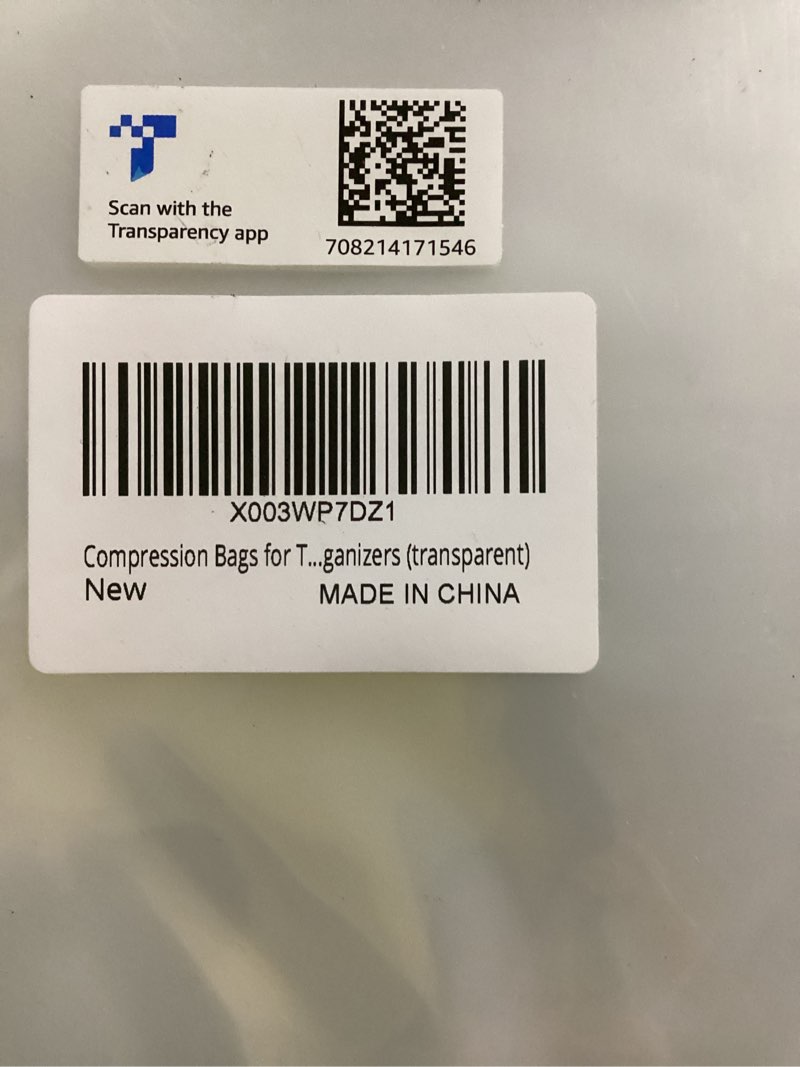 Scan with the
Transparency app
708214171546
X003WP7DZ1
Compression Bags for T...ganizers (transparent)
New MADE IN CHINA